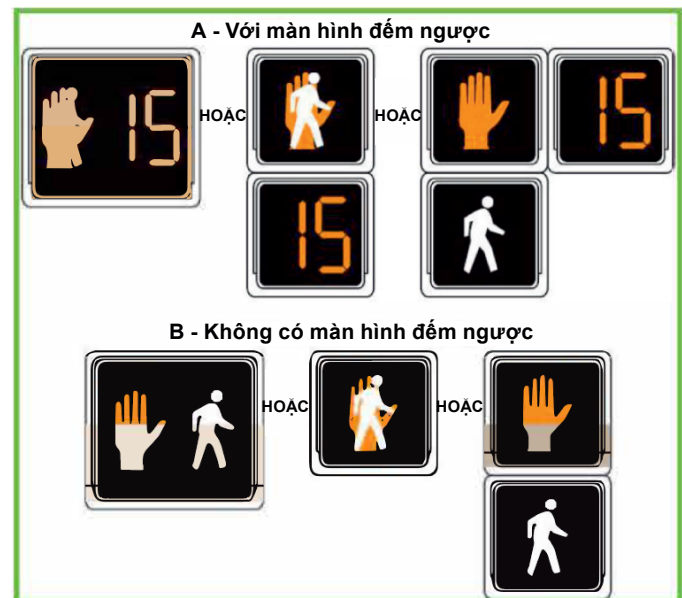 A - Với màn hình đếm ngược
15 HOẶC HOẶC 15
15
B - Không có màn hình đếm ngược
HOẶC HOẶC